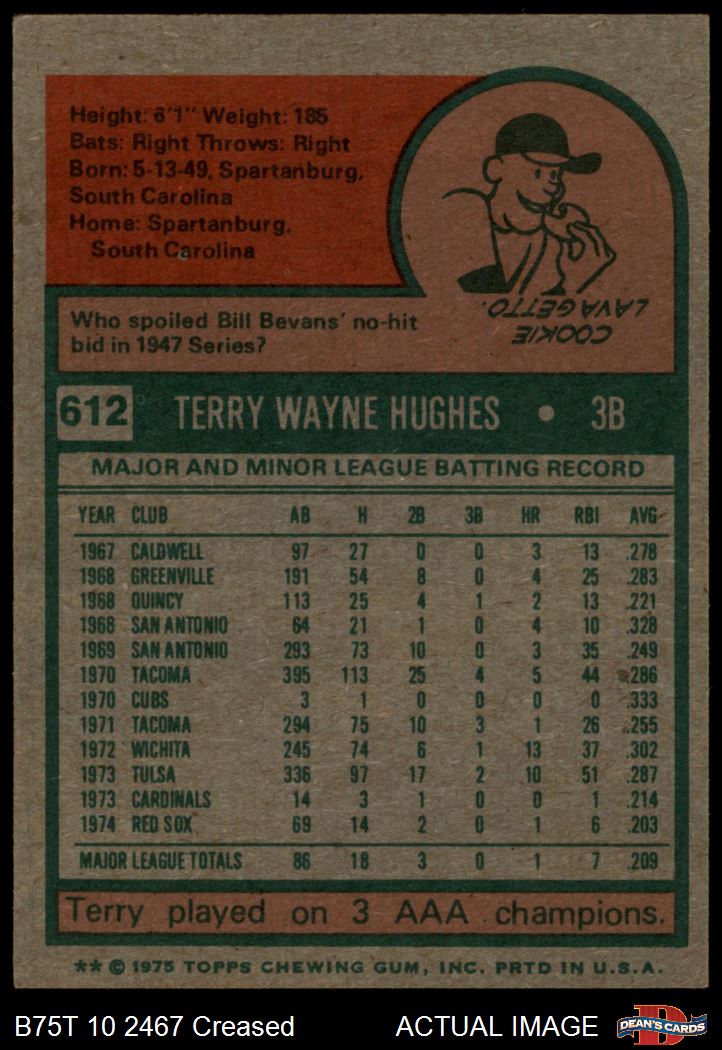 Height: 6'1" Weight: 185
Bats: Right Throws: Right
Born: 5-13-49, Spartanburg,
South Carolina
Home: Spartanburg,
South Carolina
COOKIE
LAVAGETTO.
Who spoiled Bill Bevans' no-hit
bid in 1947 Series?
612 TERRY WAYNE HUGHES • 3B
MAJOR AND MINOR LEAGUE BATTING RECORD
YEAR CLUB AB H 2B 3B HR RBI AVG
1967 CALDWELL 97 27 0 0 3 13 .278
1968 GREENVILLE 191 54 8 0 4 25 .283
1968 QUINCY 113 25 4 1 2 13 .221
1968 SAN ANTONIO 64 21 1 0 4 10 .328
1969 SAN ANTONIO 293 73 10 0 3 35 .249
1970 TACOMA 395 113 25 4 5 44 .286
1970 CUBS 3 1 0 0 0 0 .333
1971 TACOMA 294 75 10 3 1 26 .255
1972 WICHITA 245 74 6 1 13 37 .302
1973 TULSA 336 97 17 2 10 51 .287
1973 CARDINALS 14 3 1 0 0 1 .214
1974 RED SOX 69 14 2 0 1 6 .203
MAJOR LEAGUE TOTALS 86 18 3 0 1 7 .209
Terry played on 3 AAA champions.
** © 1975 TOPPS CHEWING GUM, INC. PRTD IN U.S.A.
B75T 10 2467 Creased ACTUAL IMAGE DEAN'S CARDS